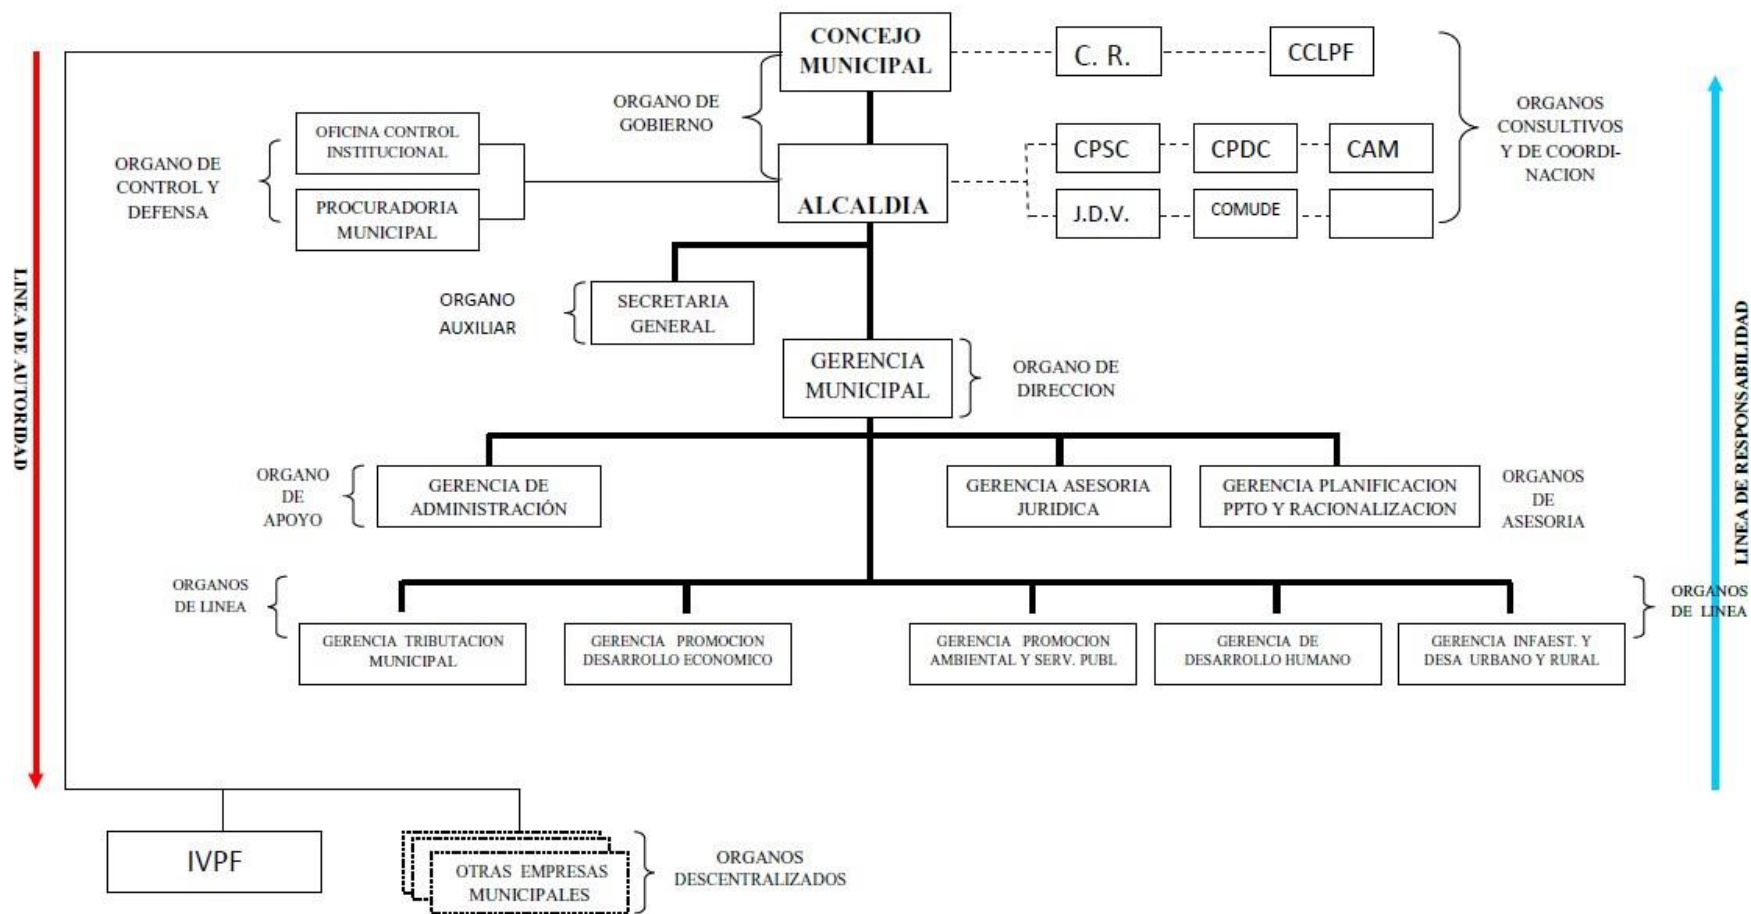 CONCEJO
MUNICIPAL
C. R.
CCLPF
ORGANO DE
GOBIERNO
ORGANOS
CONSULTIVOS
Y DE COORDI-
NACION
OFICINA CONTROL
INSTITUCIONAL
ORGANO DE
CONTROL Y
DEFENSA
PROCURADORIA
MUNICIPAL
ALCALDIA
CPSC
CPDC
CAM
J.D.V.
COMUDE
LINEA DE AUTORIDAD
LINEA DE RESPONSABILIDAD
ORGANO
AUXILIAR
SECRETARIA
GENERAL
GERENCIA
MUNICIPAL
ORGANO DE
DIRECCION
ORGANO
DE
APOYO
GERENCIA DE
ADMINISTRACIÓN
GERENCIA ASESORIA
JURIDICA
GERENCIA PLANIFICACION
PPTO Y RACIONALIZACION
ORGANOS
DE
ASESORIA
ORGANOS
DE LINEA
ORGANOS
DE LINEA
GERENCIA TRIBUTACION
MUNICIPAL
GERENCIA PROMOCION
DESARROLLO ECONOMICO
GERENCIA PROMOCION
AMBIENTAL Y SERV. PUBL
GERENCIA DE
DESARROLLO HUMANO
GERENCIA INFAEST. Y
DESA URBANO Y RURAL
IVPF
OTRAS EMPRESAS
MUNICIPALES
ORGANOS
DESCENTRALIZADOS